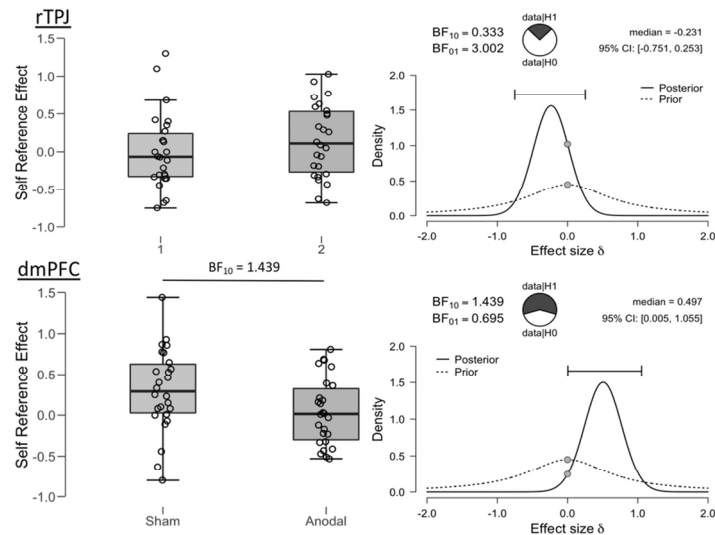 rTPJ
1.5
1.0
0.5
0.0
-0.5
-1.0
Self Reference Effect
1
2
BF10 = 0.333
BF01 = 3.002
data|H1
data|H0
median = -0.231
95% CI: [-0.751, 0.253]
Posterior
Prior
2.0
1.5
1.0
0.5
0.0
Density
-2.0
-1.0
0.0
1.0
2.0
Effect size δ
dmPFC
BF10 = 1.439
1.5
1.0
0.5
0.0
-0.5
-1.0
Self Reference Effect
Sham
Anodal
BF10 = 1.439
BF01 = 0.695
data|H1
data|H0
median = 0.497
95% CI: [0.005, 1.055]
Posterior
Prior
2.0
1.5
1.0
0.5
0.0
Density
-2.0
-1.0
0.0
1.0
2.0
Effect size δ